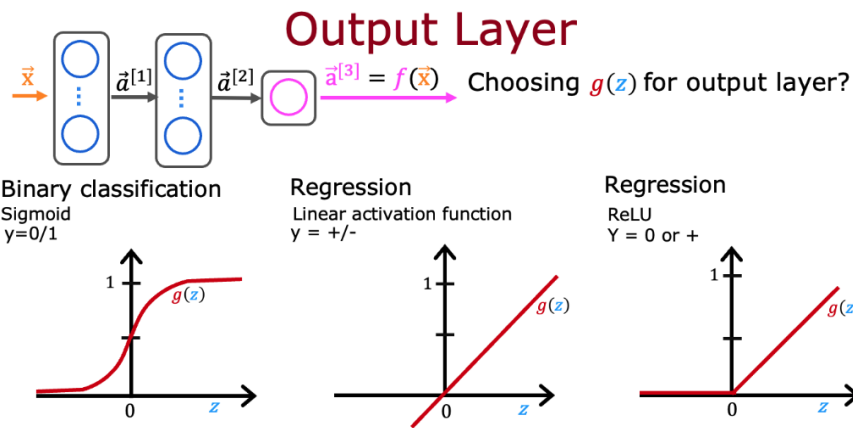 Output Layer
x⃗
a⃗[1]
a⃗[2]
a⃗[3] = f(x⃗)
Choosing g(z) for output layer?
Binary classification
Sigmoid
y=0/1
1
g(z)
0
z
Regression
Linear activation function
y = +/-
1
g(z)
0
z
Regression
ReLU
Y = 0 or +
1
g(z
0
z